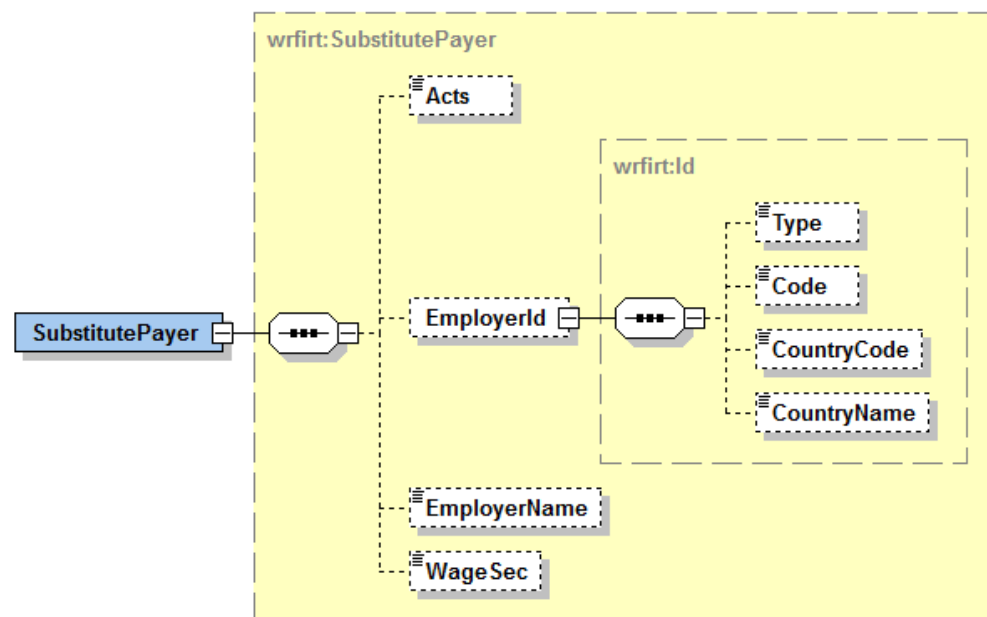 wrfirt:SubstitutePayer
Acts
wrfirt:Id
Type
Code
SubstitutePayer
EmployerId
CountryCode
CountryName
EmployerName
WageSec